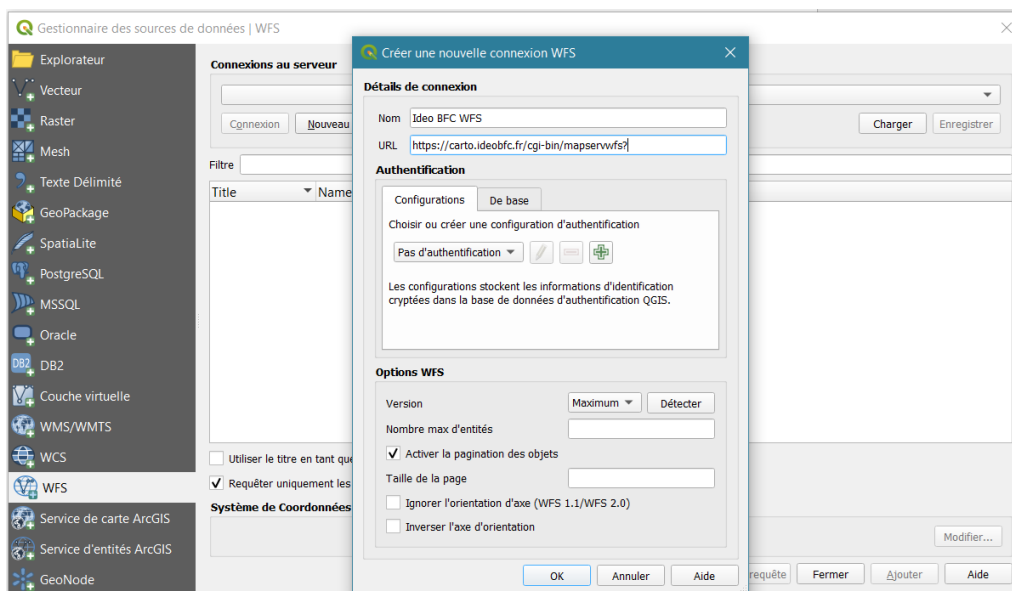 Gestionnaire des sources de données | WFS
Explorateur
Vecteur
Raster
Mesh
Texte Délimité
GeoPackage
SpatiaLite
PostgreSQL
MSSQL
Oracle
DB2
DB2
Couche virtuelle
WMS/WMTS
WCS
WFS
Service de carte ArcGIS
Service d'entités ArcGIS
GeoNode
Connexions au serveur
Connexion
Nouveau
Charger
Enregistrer
Filtre
Title
Name
Utiliser le titre en tant que
Requêter uniquement les
Système de Coordonnées
Modifier...
requête
Fermer
Ajouter
Aide
Créer une nouvelle connexion WFS
Détails de connexion
Nom
Ideo BFC WFS
URL
https://carto.ideobfc.fr/cgi-bin/mapservwfs?
Authentification
Configurations
De base
Choisir ou créer une configuration d'authentification
Pas d'authentification
Les configurations stockent les informations d'identification
cryptées dans la base de données d'authentification QGIS.
Options WFS
Version
Maximum
Détecter
Nombre max d'entités
Activer la pagination des objets
Taille de la page
Ignorer l'orientation d'axe (WFS 1.1/WFS 2.0)
Inverser l'axe d'orientation
OK
Annuler
Aide